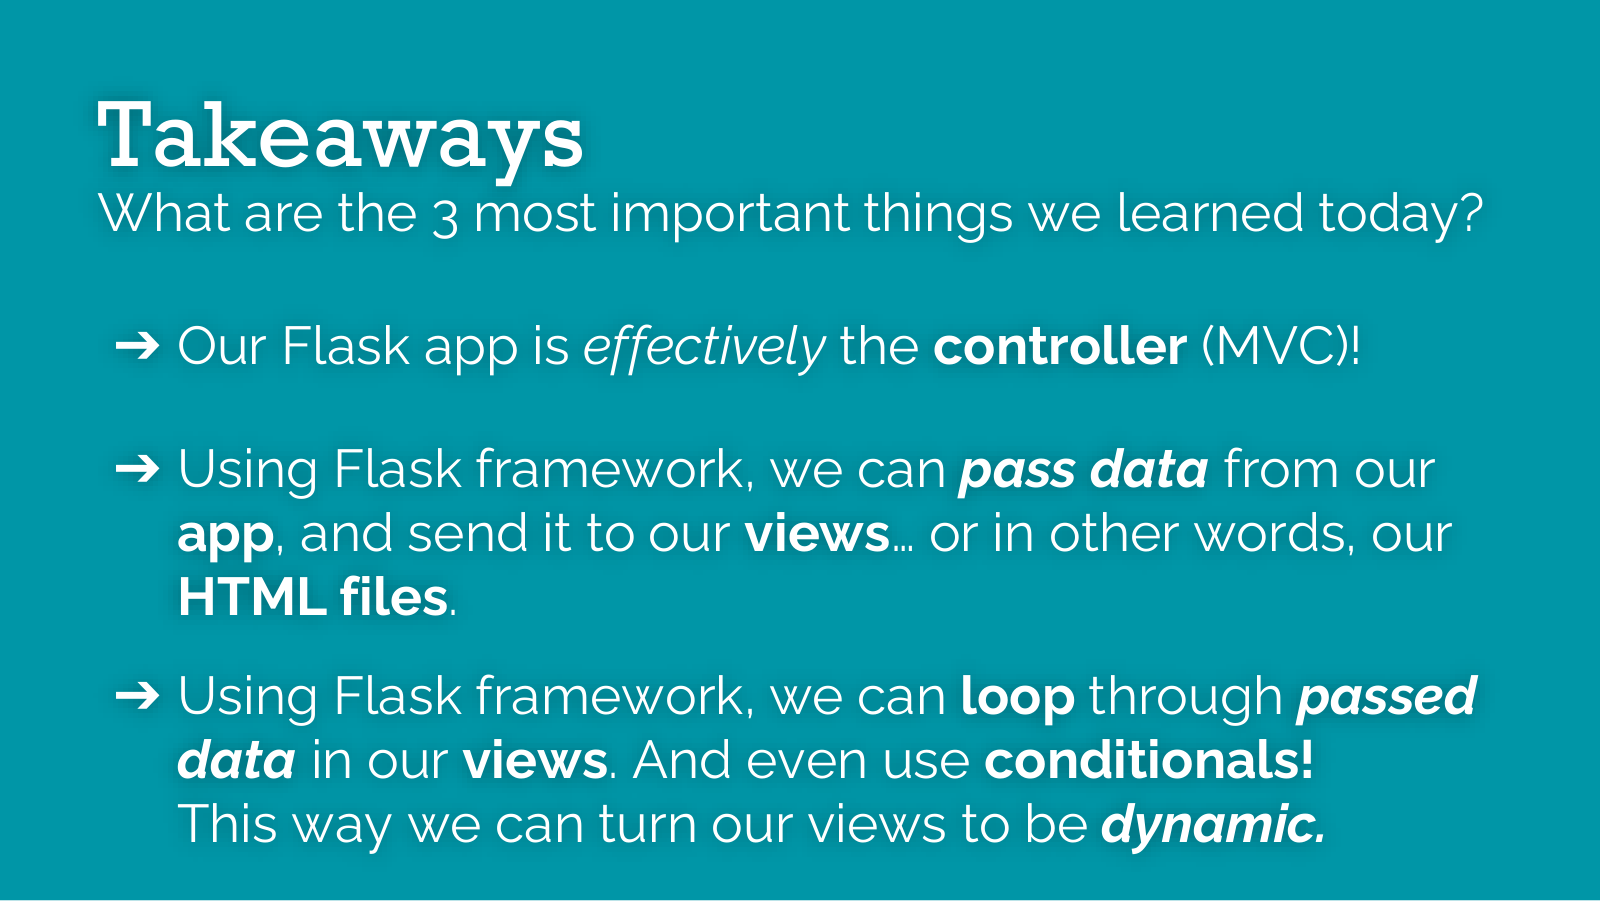 Takeaways
What are the 3 most important things we learned today?
➔ Our Flask app is effectively the controller (MVC)!
➔ Using Flask framework, we can pass data from our
app, and send it to our views… or in other words, our
HTML files.
➔ Using Flask framework, we can loop through passed
data in our views. And even use conditionals!
This way we can turn our views to be dynamic.